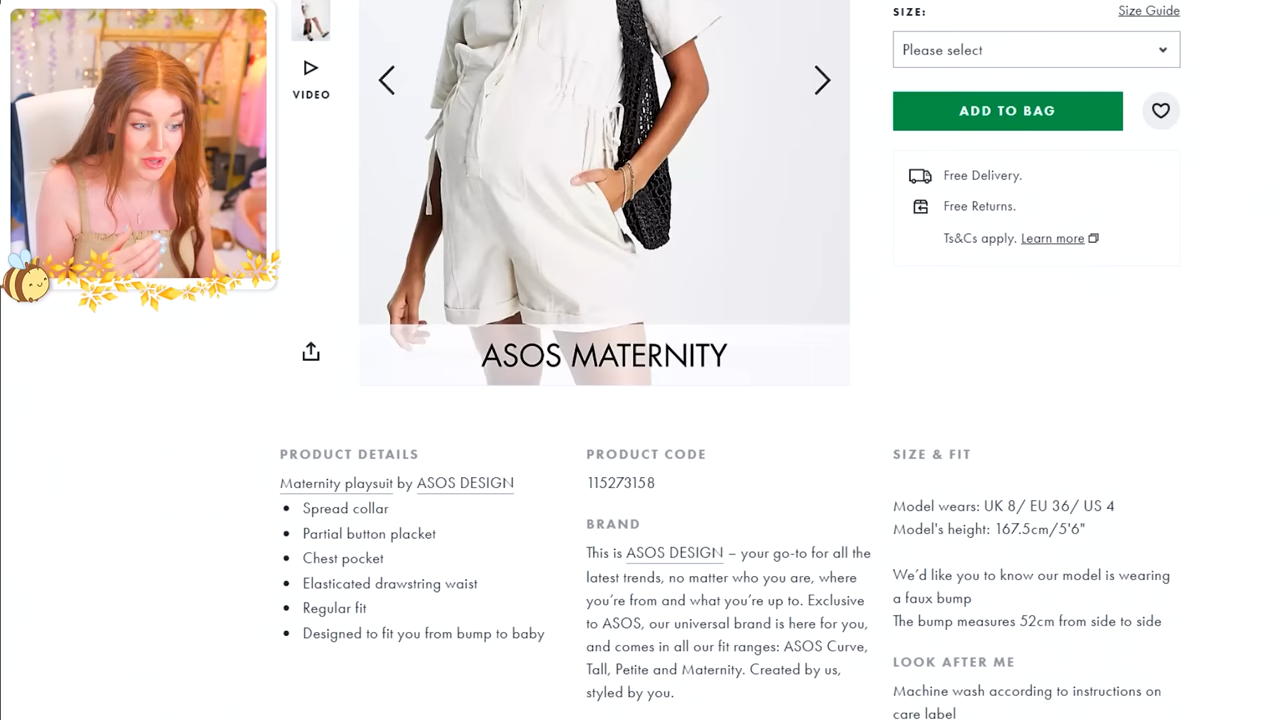 SIZE:
Size Guide
Please select
VIDEO
ADD TO BAG
Free Delivery.
Free Returns.
Ts&Cs apply. Learn more
ASOS MATERNITY
PRODUCT DETAILS
Maternity playsuit by ASOS DESIGN
Spread collar
Partial button placket
Chest pocket
Elasticated drawstring waist
Regular fit
Designed to fit you from bump to baby
PRODUCT CODE
115273158
BRAND
This is ASOS DESIGN – your go-to for all the
latest trends, no matter who you are, where
you’re from and what you’re up to. Exclusive
to ASOS, our universal brand is here for you,
and comes in all our fit ranges: ASOS Curve,
Tall, Petite and Maternity. Created by us,
styled by you.
SIZE & FIT
Model wears: UK 8/ EU 36/ US 4
Model's height: 167.5cm/5'6"
We’d like you to know our model is wearing
a faux bump
The bump measures 52cm from side to side
LOOK AFTER ME
Machine wash according to instructions on
care label